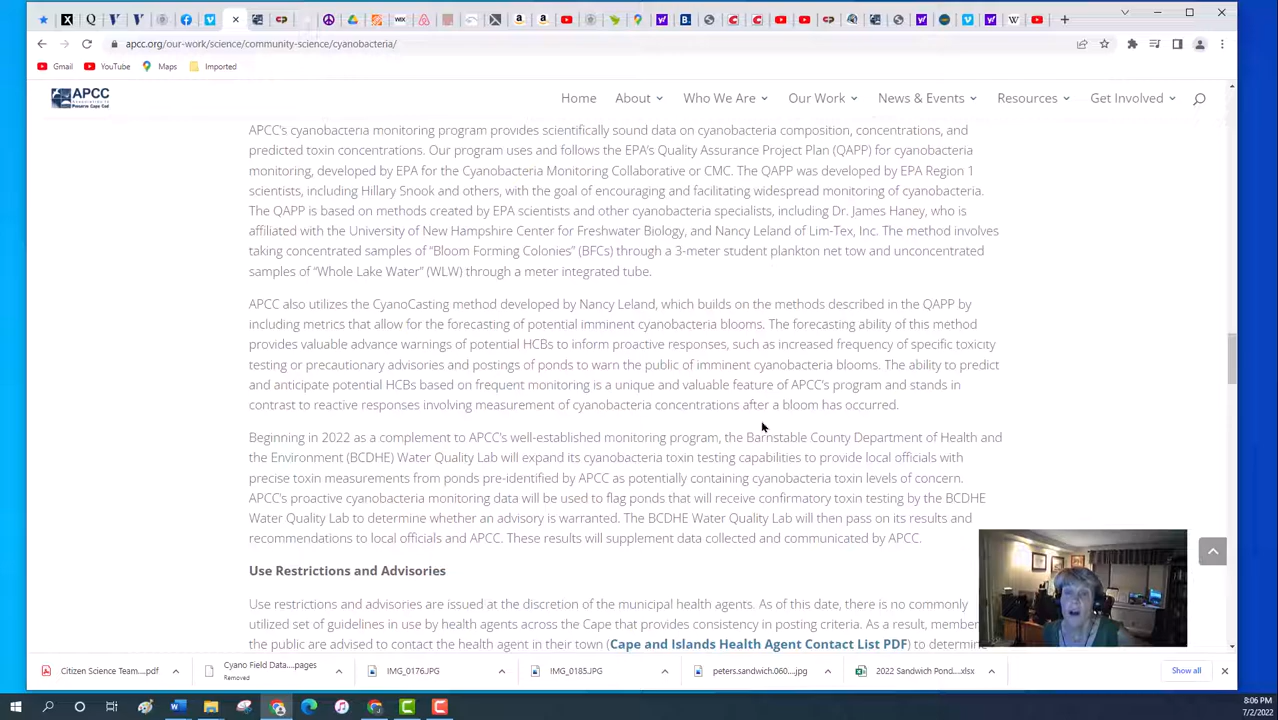 apcc.org/our-work/science/community-science/cyanobacteria/
Gmail YouTube Maps Imported
APCC
Preserve Cape Cod
Home About Who We Are Our Work News & Events Resources Get Involved
APCC's cyanobacteria monitoring program provides scientifically sound data on cyanobacteria composition, concentrations, and
predicted toxin concentrations. Our program uses and follows the EPA's Quality Assurance Project Plan (QAPP) for cyanobacteria
monitoring, developed by EPA for the Cyanobacteria Monitoring Collaborative or CMC. The QAPP was developed by EPA Region 1
scientists, including Hillary Snook and others, with the goal of encouraging and facilitating widespread monitoring of cyanobacteria.
The QAPP is based on methods created by EPA scientists and other cyanobacteria specialists, including Dr. James Haney, who is
affiliated with the University of New Hampshire Center for Freshwater Biology, and Nancy Leland of Lim-Tex, Inc. The method involves
taking concentrated samples of "Bloom Forming Colonies" (BFCs) through a 3-meter student plankton net tow and unconcentrated
samples of "Whole Lake Water" (WLW) through a meter integrated tube.
APCC also utilizes the CyanoCasting method developed by Nancy Leland, which builds on the methods described in the QAPP by
including metrics that allow for the forecasting of potential imminent cyanobacteria blooms. The forecasting ability of this method
provides valuable advance warnings of potential HCBs to inform proactive responses, such as increased frequency of specific toxicity
testing or precautionary advisories and postings of ponds to warn the public of imminent cyanobacteria blooms. The ability to predict
and anticipate potential HCBs based on frequent monitoring is a unique and valuable feature of APCC's program and stands in
contrast to reactive responses involving measurement of cyanobacteria concentrations after a bloom has occurred.
Beginning in 2022 as a complement to APCC's well-established monitoring program, the Barnstable County Department of Health and
the Environment (BCDHE) Water Quality Lab will expand its cyanobacteria toxin testing capabilities to provide local officials with
precise toxin measurements from ponds pre-identified by APCC as potentially containing cyanobacteria toxin levels of concern.
APCC's proactive cyanobacteria monitoring data will be used to flag ponds that will receive confirmatory toxin testing by the BCDHE
Water Quality Lab to determine whether an advisory is warranted. The BCDHE Water Quality Lab will then pass on its results and
recommendations to local officials and APCC. These results will supplement data collected and communicated by APCC.
Use Restrictions and Advisories
Use restrictions and advisories are issued at the discretion of the municipal health agents. As of this date, there is no commonly
utilized set of guidelines in use by health agents across the Cape that provides consistency in posting criteria. As a result, member
the public are advised to contact the health agent in their town (Cape and Islands Health Agent Contact List PDF) to determine
Citizen Science Team....pdf Cyano Field Data....pages IMG_0176.JPG IMG_0185.JPG peters.sandwich.060....jpg 2022 Sandwich Pond....xlsx Show all
Removed
8:06 PM
7/2/2022